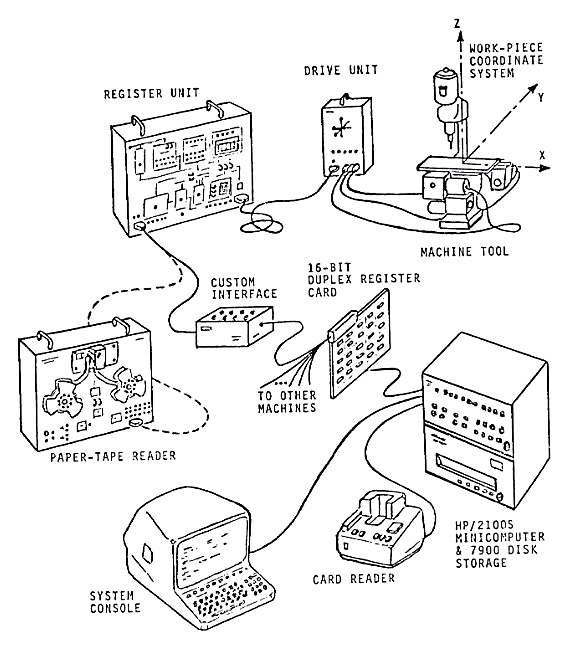 Z
WORK-PIECE
COORDINATE
SYSTEM
DRIVE UNIT
REGISTER UNIT
Y
X
MACHINE TOOL
16-BIT
DUPLEX REGISTER
CARD
CUSTOM
INTERFACE
TO OTHER
MACHINES
PAPER-TAPE READER
HP/2100S
MINICOMPUTER
& 7900 DISK
STORAGE
CARD READER
SYSTEM
CONSOLE